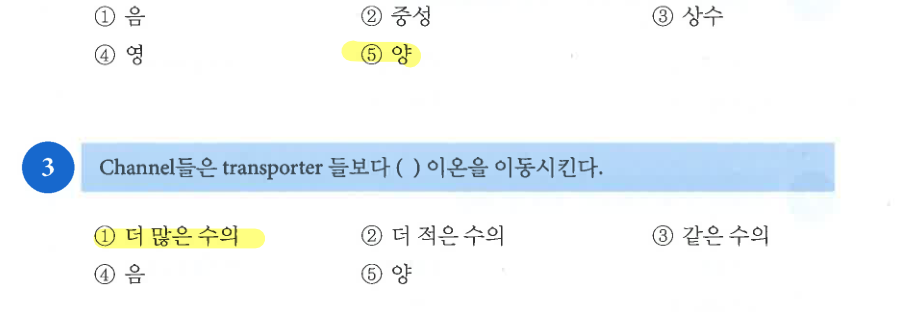 ① 음 ② 중성 ③ 상수
④ 영 ⑤ 양
3 Channel들은 transporter 들보다 ( ) 이온을 이동시킨다.
① 더 많은 수의 ② 더 적은 수의 ③ 같은 수의
④ 음 ⑤ 양